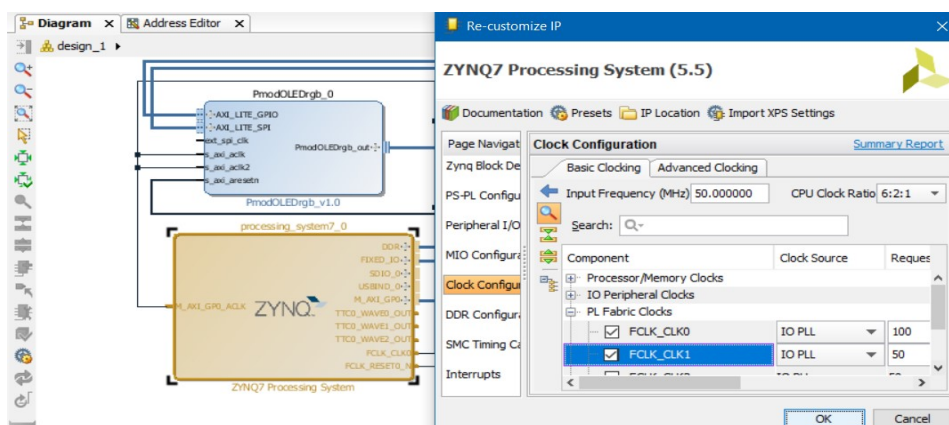 Diagram
Address Editor
design_1
PmodOLEDrgb_0
AXI_LITE_GPIO
AXI_LITE_SPI
ext_spi_clk
s_axi_aclk
s_axi_aclk2
s_axi_aresetn
PmodOLEDrgb_out
PmodOLEDrgb_v1.0
processing_system7_0
M_AXI_GP0_ACLK
ZYNQ
DDR
FIXED_IO
SDIO_0
USBIND_0
M_AXI_GP0
TTC0_WAVE0_OUT
TTC0_WAVE1_OUT
TTC0_WAVE2_OUT
FCLK_CLK0
FCLK_RESET0_N
ZYNQ7 Processing System
Re-customize IP
ZYNQ7 Processing System (5.5)
Documentation Presets IP Location Import XPS Settings
Page Navigat
Zynq Block De
PS-PL Configu
Peripheral I/O
MIO Configura
Clock Configur
DDR Configura
SMC Timing Ca
Interrupts
Clock Configuration Summary Report
Basic Clocking Advanced Clocking
Input Frequency (MHz) 50.000000 CPU Clock Ratio 6:2:1
Search:
Component Clock Source Reques
Processor/Memory Clocks
IO Peripheral Clocks
PL Fabric Clocks
FCLK_CLK0 IO PLL 100
FCLK_CLK1 IO PLL 50
OK Cancel